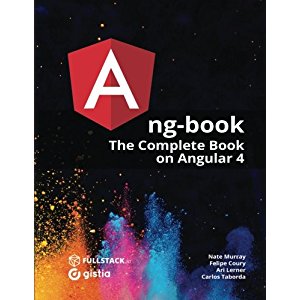 A
ng-book
The Complete Book
on Angular 4
Nate Murray
Felipe Coury
Ari Lerner
Carlos Taborda
FULLSTACK.io
gistia